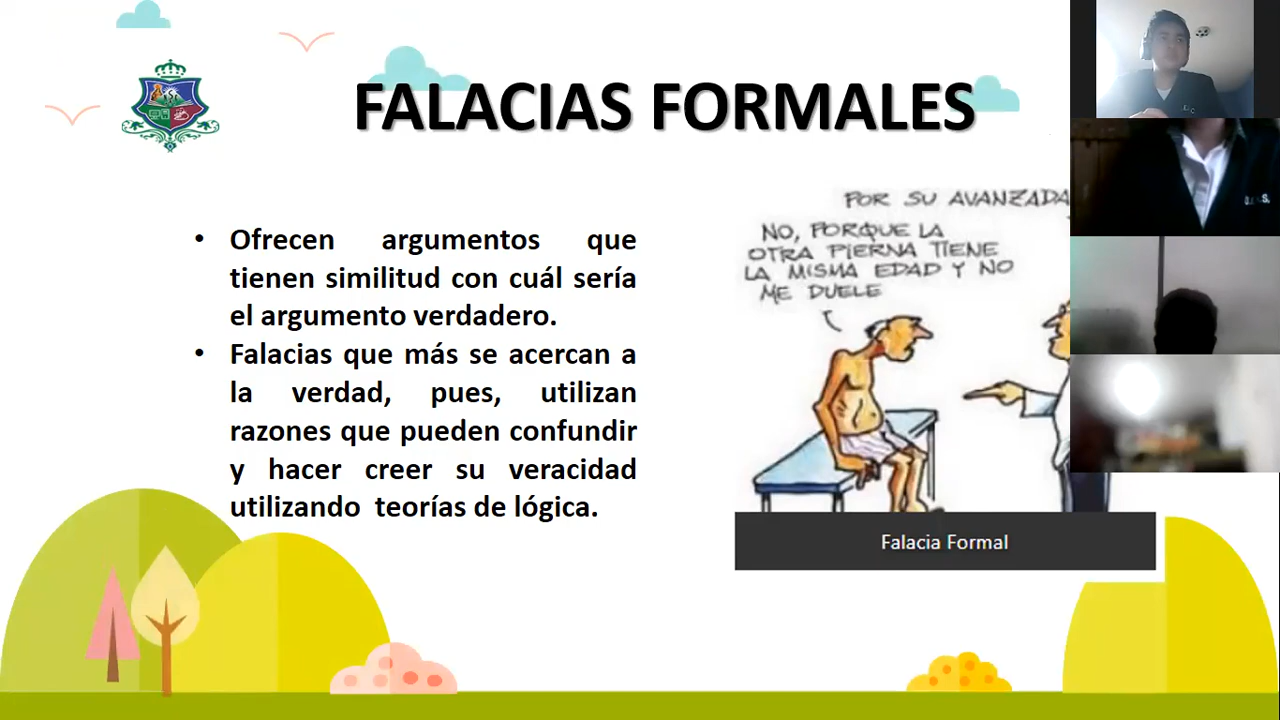 FALACIAS FORMALES
• Ofrecen argumentos que
tienen similitud con cuál sería
el argumento verdadero.
• Falacias que más se acercan a
la verdad, pues, utilizan
razones que pueden confundir
y hacer creer su veracidad
utilizando teorías de lógica.
POR SU AVANZADA
NO, PORQUE LA
OTRA PIERNA TIENE
LA MISMA EDAD Y NO
ME DUELE
Falacia Formal